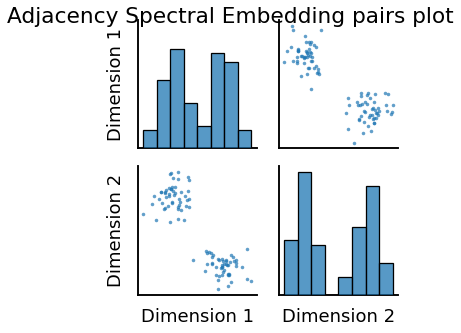 Adjacency Spectral Embedding pairs plot
Dimension 1
Dimension 2
Dimension 1
Dimension 2